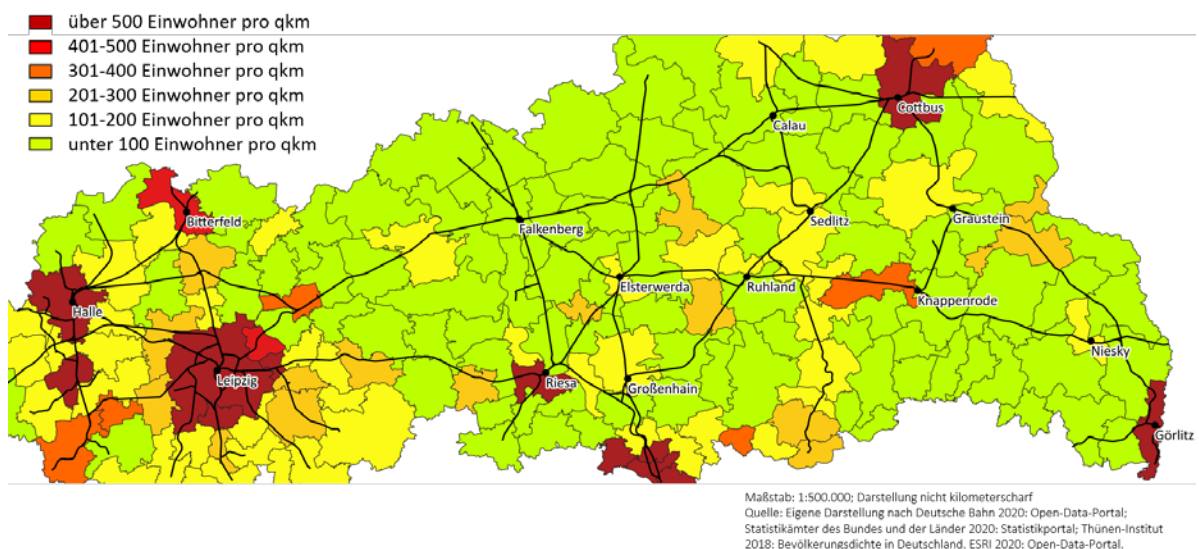 über 500 Einwohner pro qkm
401-500 Einwohner pro qkm
301-400 Einwohner pro qkm
201-300 Einwohner pro qkm
101-200 Einwohner pro qkm
unter 100 Einwohner pro qkm
Cottbus
Calau
Bitterfeld
Falkenberg
Sedlitz
Graustein
Halle
Elsterwerda
Ruhland
Knappenrode
Niesky
Leipzig
Riesa
Großenhain
Görlitz
Maßstab: 1:500.000; Darstellung nicht kilometerscharf
Quelle: Eigene Darstellung nach Deutsche Bahn 2020: Open-Data-Portal;
Statistikämter des Bundes und der Länder 2020: Statistikportal; Thünen-Institut
2018: Bevölkerungsdichte in Deutschland. ESRI 2020: Open-Data-Portal.